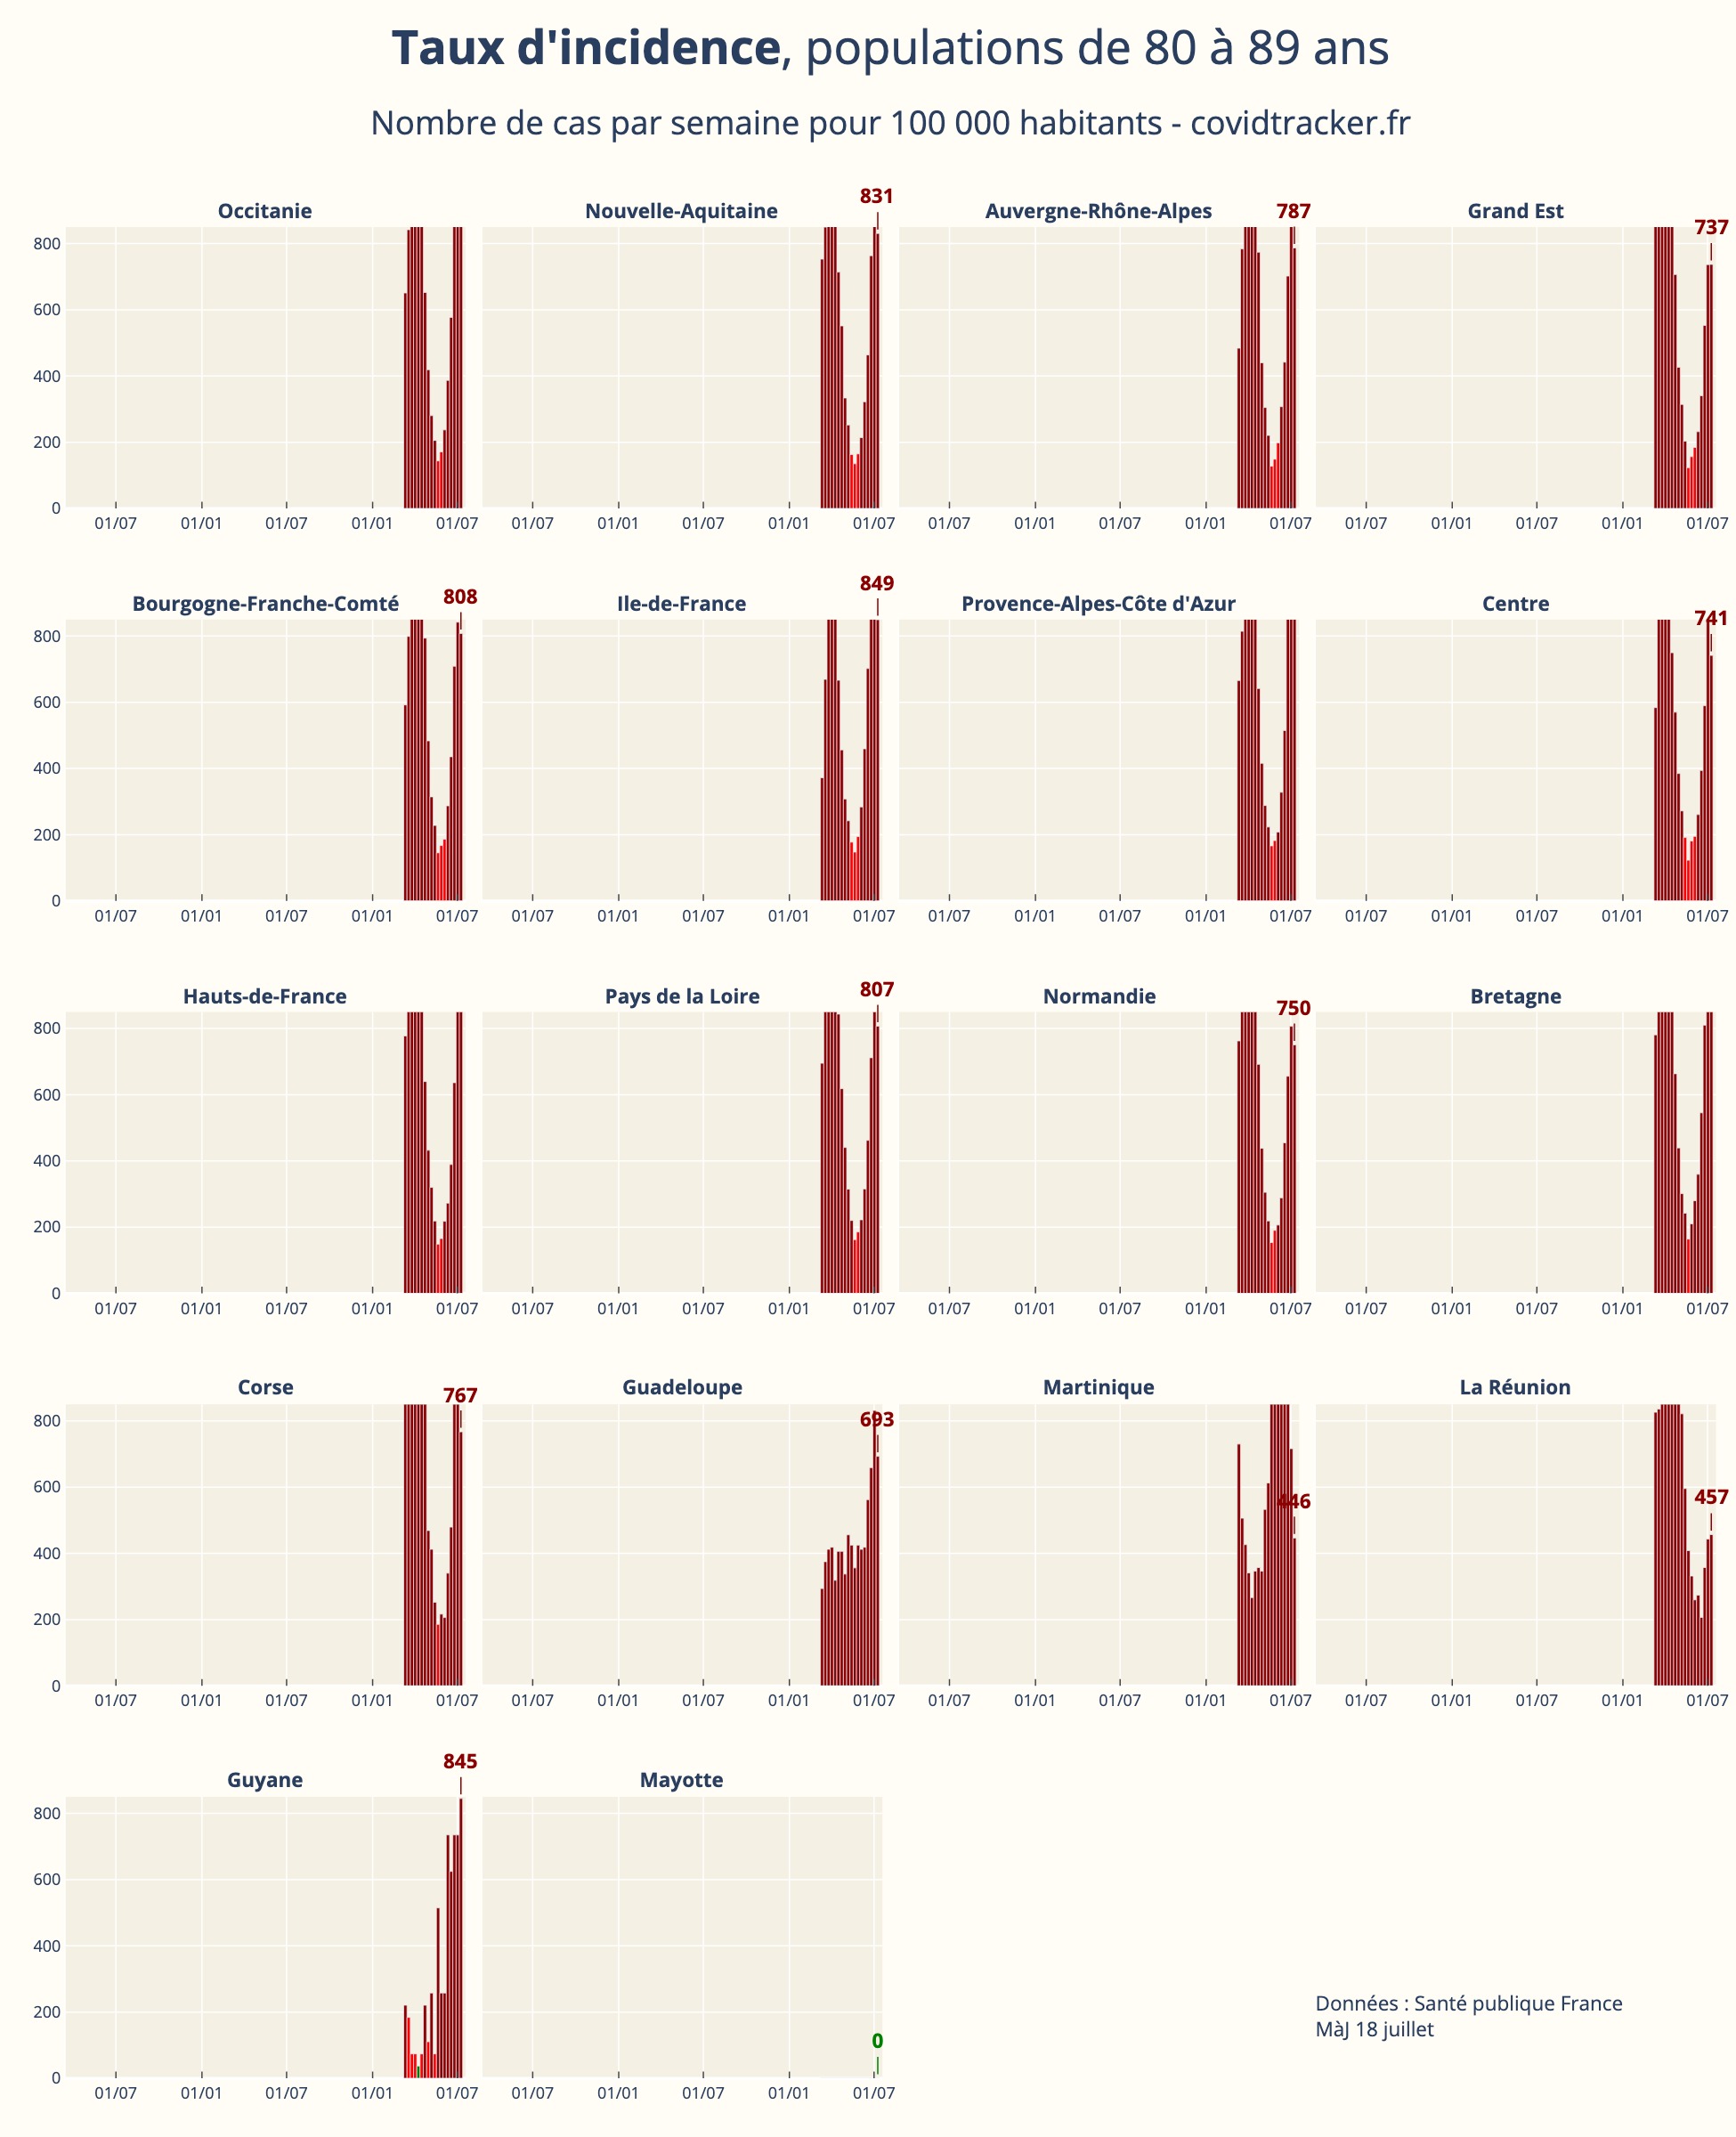 Taux d'incidence, populations de 80 à 89 ans
Nombre de cas par semaine pour 100 000 habitants - covidtracker.fr
831
Occitanie Nouvelle-Aquitaine Auvergne-Rhône-Alpes 787 Grand Est
737
800
600
400
200
0
01/07 01/01 01/07 01/01 01/07 01/07 01/01 01/07 01/01 01/07 01/07 01/01 01/07 01/01 01/07 01/07 01/01 01/07 01/01 01/07
849
808
Bourgogne-Franche-Comté Ile-de-France Provence-Alpes-Côte d'Azur Centre
741
800
600
400
200
0
01/07 01/01 01/07 01/01 01/07 01/07 01/01 01/07 01/01 01/07 01/07 01/01 01/07 01/01 01/07 01/07 01/01 01/07 01/01 01/07
807
Hauts-de-France Pays de la Loire Normandie Bretagne
750
800
600
400
200
0
01/07 01/01 01/07 01/01 01/07 01/07 01/01 01/07 01/01 01/07 01/07 01/01 01/07 01/01 01/07 01/07 01/01 01/07 01/01 01/07
Corse Guadeloupe Martinique La Réunion
767
800 693
600
446 457
400
200
0
01/07 01/01 01/07 01/01 01/07 01/07 01/01 01/07 01/01 01/07 01/07 01/01 01/07 01/01 01/07 01/07 01/01 01/07 01/01 01/07
845
Guyane Mayotte
800
600
400
200
0
0
01/07 01/01 01/07 01/01 01/07 01/07 01/01 01/07 01/01 01/07
Données : Santé publique France
MàJ 18 juillet